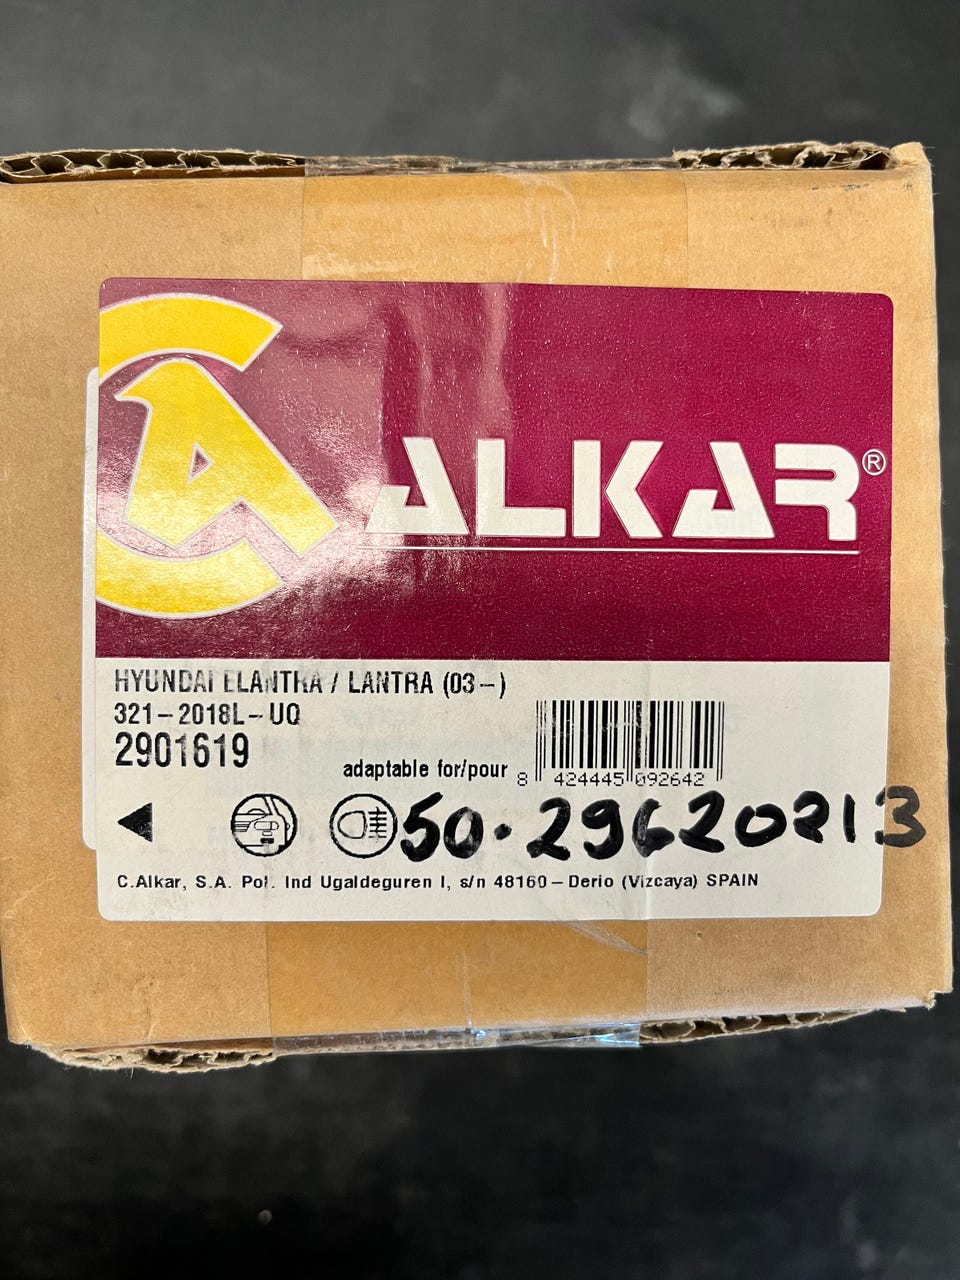 ALKAR®
HYUNDAI ELANTRA / LANTRA (03-)
321-2018L-UQ
2901619
adaptable for/pour
8 424445 092642
50.29620213
C.Alkar, S.A. Pol. Ind Ugaldeguren I, s/n 48160 - Derio (Vizcaya) SPAIN